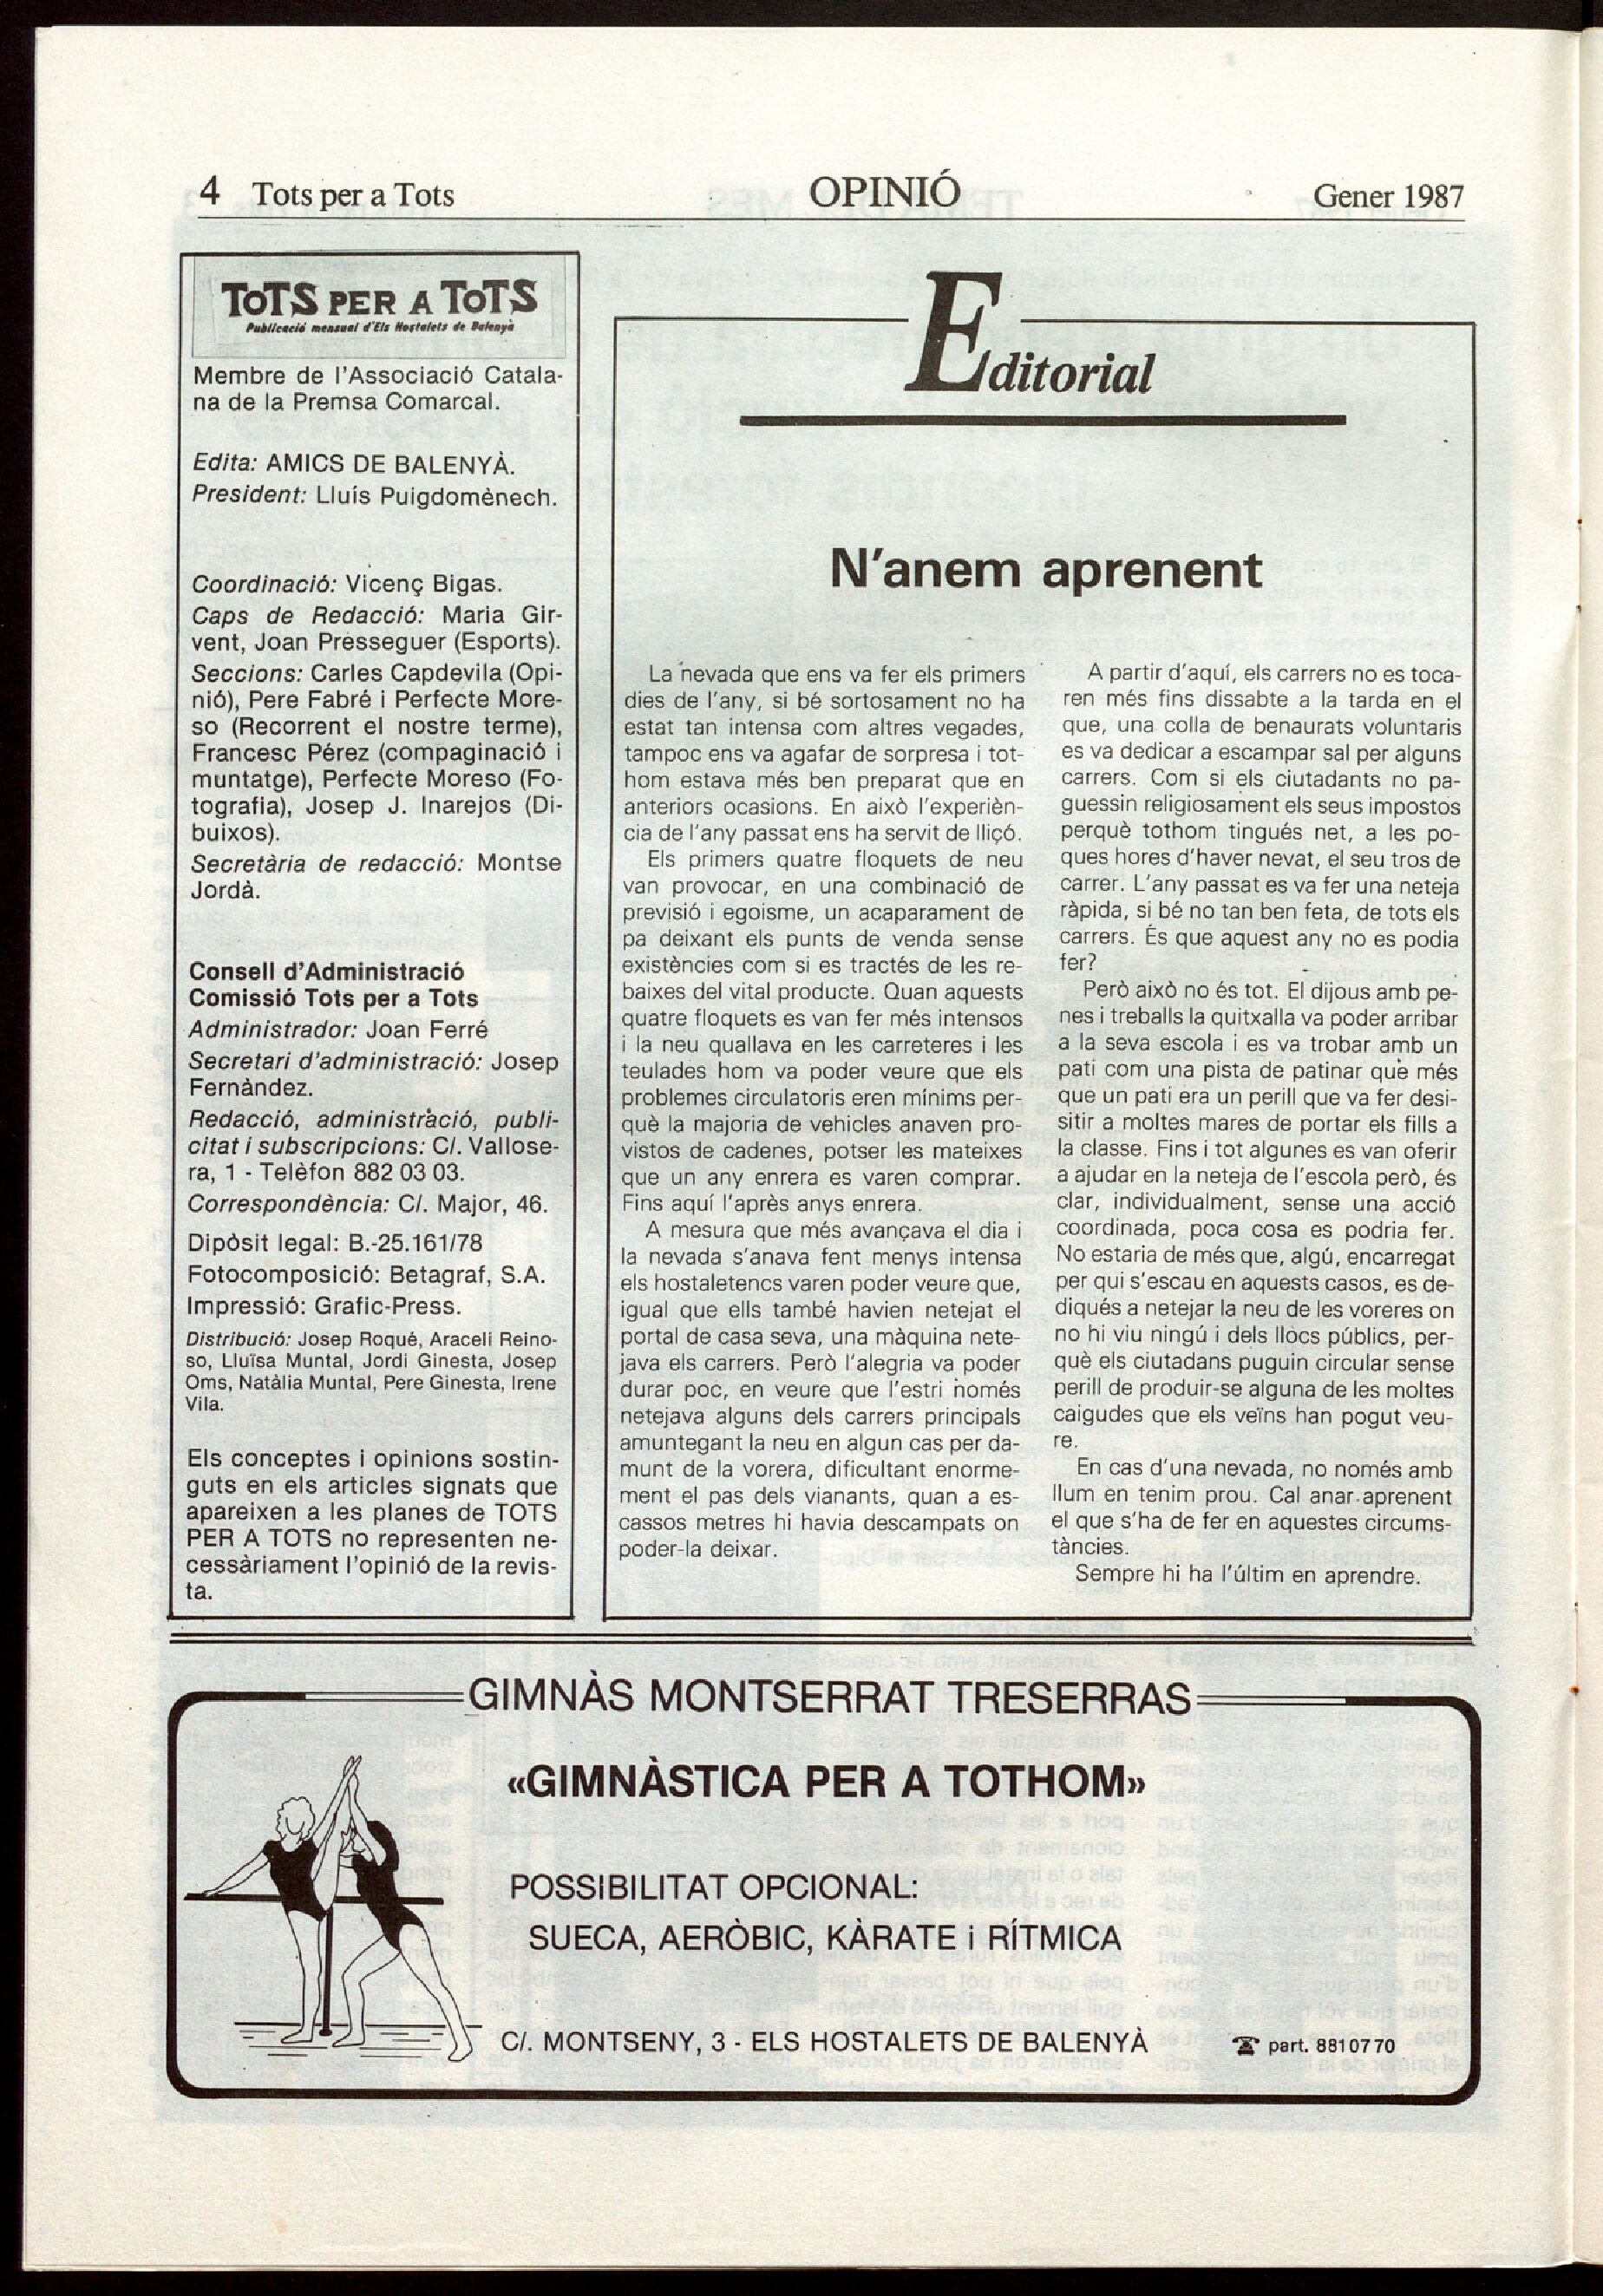 4 Tots per a Tots
OPINIÓ
Gener 1987
TOTS PER A TOTS
Publicació mensual d'Els Hostalets de Balenyà
Membre de l'Associació Catala-
na de la Premsa Comarcal.
Edita: AMICS DE BALENYÀ.
President: Lluís Puigdomènech.
Coordinació: Vicenç Bigas.
Caps de Redacció: Maria Gir-
vent, Joan Presseguer (Esports).
Seccions: Carles Capdevila (Opi-
nió), Pere Fabré i Perfecte More-
so (Recorrent el nostre terme),
Francesc Pérez (compaginació i
muntatge), Perfecte Moreso (Fo-
tografia), Josep J. Inarejos (Di-
buixos).
Secretària de redacció: Montse
Jordà.
Consell d'Administració
Comissió Tots per a Tots
Administrador: Joan Ferré
Secretari d'administració: Josep
Fernàndez.
Redacció, administració, publi-
citat i subscripcions: C/. Vallose-
ra, 1 - Telèfon 882 03 03.
Correspondència: C/. Major, 46.
Dipòsit legal: B.-25.161/78
Fotocomposició: Betagraf, S.A.
Impressió: Grafic-Press.
Distribució: Josep Roqué, Araceli Reino-
so, Lluïsa Muntal, Jordi Ginesta, Josep
Oms, Natàlia Muntal, Pere Ginesta, Irene
Vila.
Els conceptes i opinions sostin-
guts en els articles signats que
apareixen a les planes de TOTS
PER A TOTS no representen ne-
cessàriament l'opinió de la revis-
ta.
Editorial
N'anem aprenent
La nevada que ens va fer els primers
dies de l'any, si bé sortosament no ha
estat tan intensa com altres vegades,
tampoc ens va agafar de sorpresa i tot-
hom estava més ben preparat que en
anteriors ocasions. En això l'experièn-
cia de l'any passat ens ha servit de lliçó.
Els primers quatre floquets de neu
van provocar, en una combinació de
previsió i egoisme, un acaparament de
pa deixant els punts de venda sense
existències com si es tractés de les re-
baixes del vital producte. Quan aquests
quatre floquets es van fer més intensos
i la neu quallava en les carreteres i les
teulades hom va poder veure que els
problemes circulatoris eren mínims per-
què la majoria de vehicles anaven pro-
vistos de cadenes, potser les mateixes
que un any enrera es varen comprar.
Fins aquí l'après anys enrera.
A mesura que més avançava el dia i
la nevada s'anava fent menys intensa
els hostaletencs varen poder veure que,
igual que ells també havien netejat el
portal de casa seva, una màquina nete-
java els carrers. Però l'alegria va poder
durar poc, en veure que l'estri només
netejava alguns dels carrers principals
amuntegant la neu en algun cas per da-
munt de la vorera, dificultant enorme-
ment el pas dels vianants, quan a es-
cassos metres hi havia descampats on
poder-la deixar.
A partir d'aquí, els carrers no es toca-
ren més fins dissabte a la tarda en el
que, una colla de benaurats voluntaris
es va dedicar a escampar sal per alguns
carrers. Com si els ciutadants no pa-
guessin religiosament els seus impostos
perquè tothom tingués net, a les po-
ques hores d'haver nevat, el seu tros de
carrer. L'any passat es va fer una neteja
ràpida, si bé no tan ben feta, de tots els
carrers. És que aquest any no es podia
fer?
Però això no és tot. El dijous amb pe-
nes i treballs la quitxalla va poder arribar
a la seva escola i es va trobar amb un
pati com una pista de patinar que més
que un pati era un perill que va fer desi-
sitir a moltes mares de portar els fills a
la classe. Fins i tot algunes es van oferir
a ajudar en la neteja de l'escola però, és
clar, individualment, sense una acció
coordinada, poca cosa es podria fer.
No estaria de més que, algú, encarregat
per qui s'escau en aquests casos, es de-
diqués a netejar la neu de les voreres on
no hi viu ningú i dels llocs públics, per-
què els ciutadans puguin circular sense
perill de produir-se alguna de les moltes
caigudes que els veïns han pogut veu-
re.
En cas d'una nevada, no només amb
llum en tenim prou. Cal anar aprenent
el que s'ha de fer en aquestes circums-
tàncies.
Sempre hi ha l'últim en aprendre.
GIMNÀS MONTSERRAT TRESERRAS
«GIMNÀSTICA PER A TOTHOM»
POSSIBILITAT OPCIONAL:
SUECA, AERÒBIC, KÀRATE i RÍTMICA
C/. MONTSENY, 3 - ELS HOSTALETS DE BALENYÀ
☎ part. 8810770